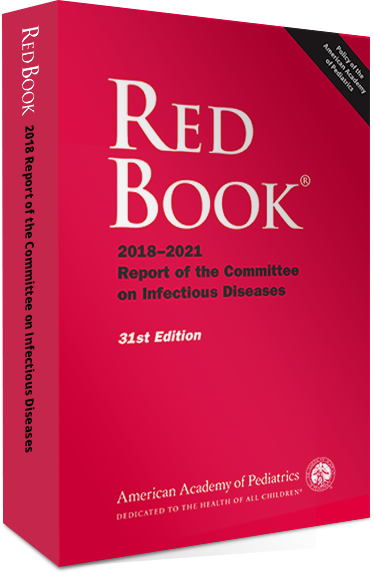 RED BOOK 2018 Report of the Committee on Infectious Diseases
Policy of the
American Academy
of Pediatrics
RED
BOOK®
2018–2021
Report of the Committee
on Infectious Diseases
31st Edition
American Academy of Pediatrics
DEDICATED TO THE HEALTH OF ALL CHILDREN®